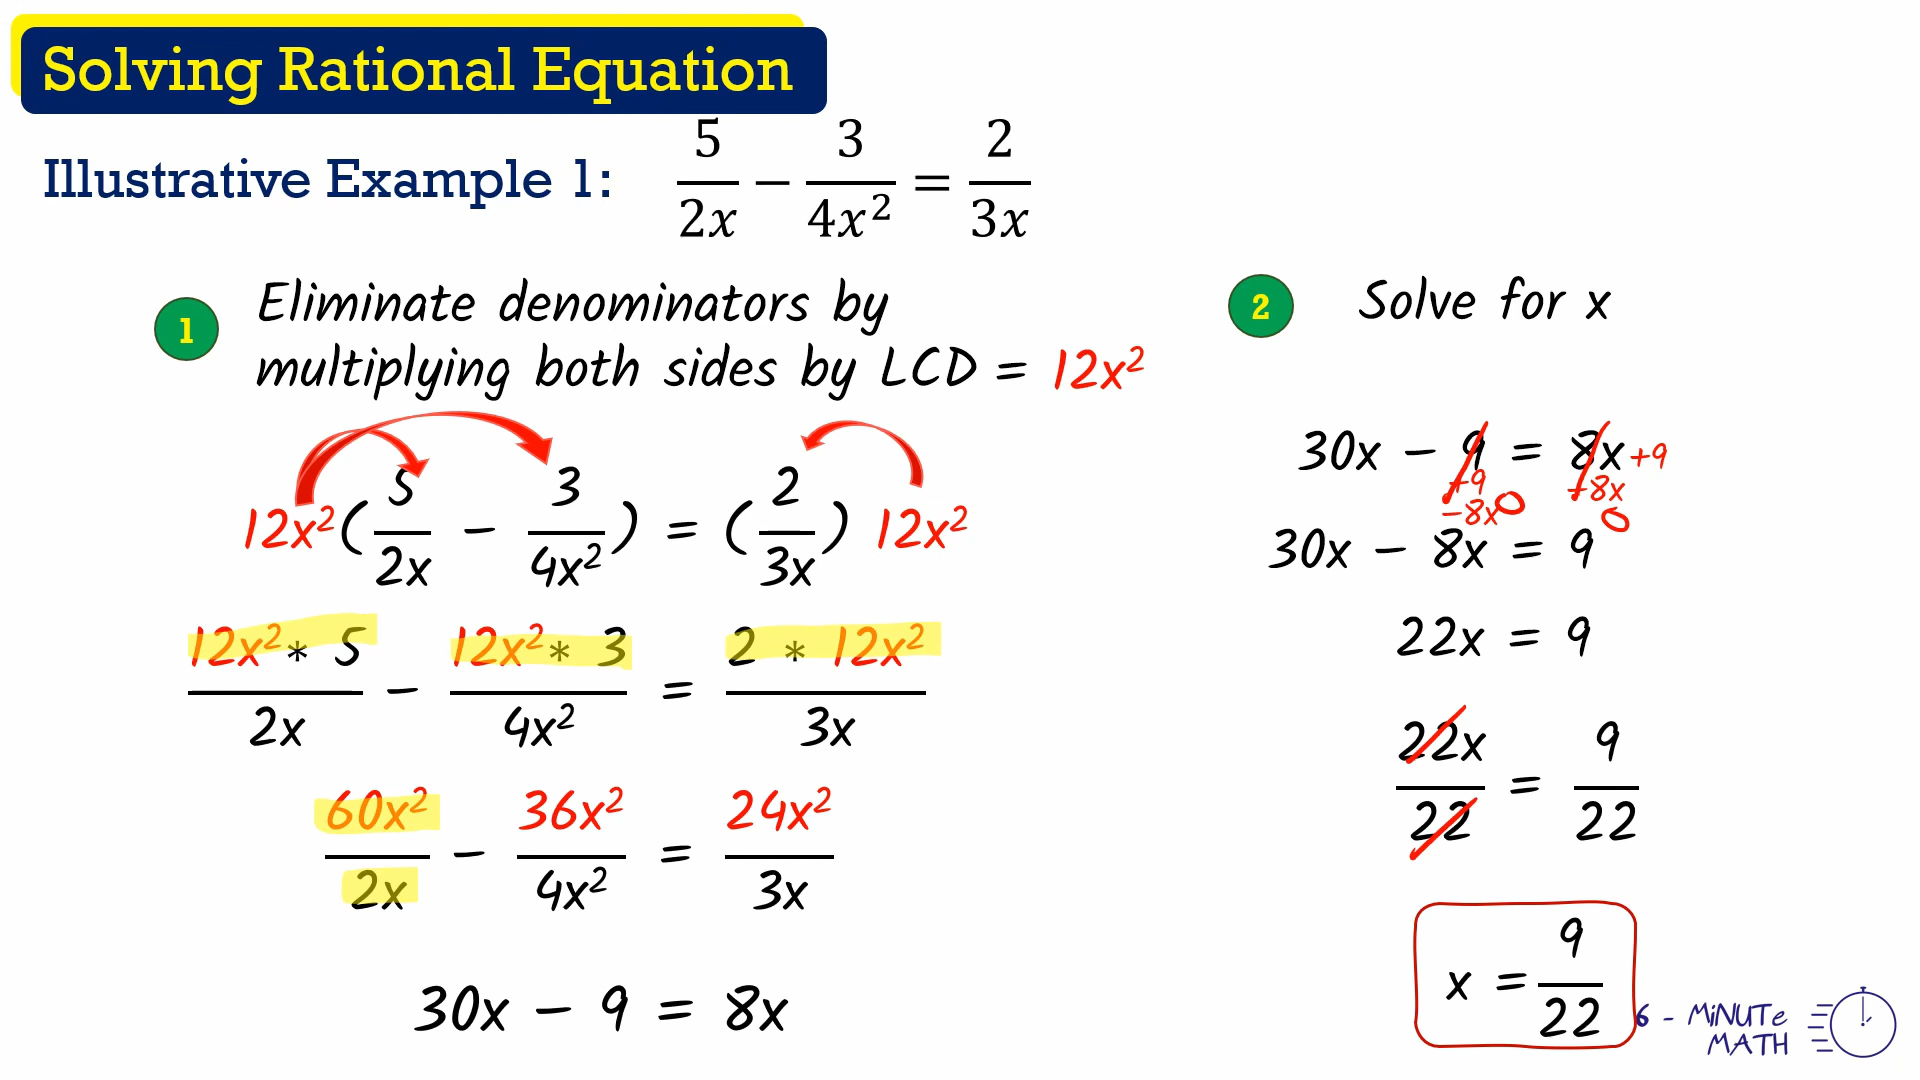 Solving Rational Equation
Illustrative Example 1: 5/2x − 3/4x² = 2/3x
1 Eliminate denominators by
multiplying both sides by LCD = 12x²
12x²(5/2x − 3/4x²) = (2/3x) 12x²
12x² * 5/2x − 12x² * 3/4x² = 2 * 12x²/3x
60x²/2x − 36x²/4x² = 24x²/3x
30x − 9 = 8x
2 Solve for x
30x − 9 = 8x +9
+9 −8x
−8x 0 0
30x − 8x = 9
22x = 9
22x/22 = 9/22
x = 9/22
6 - MiNUTe
MATH